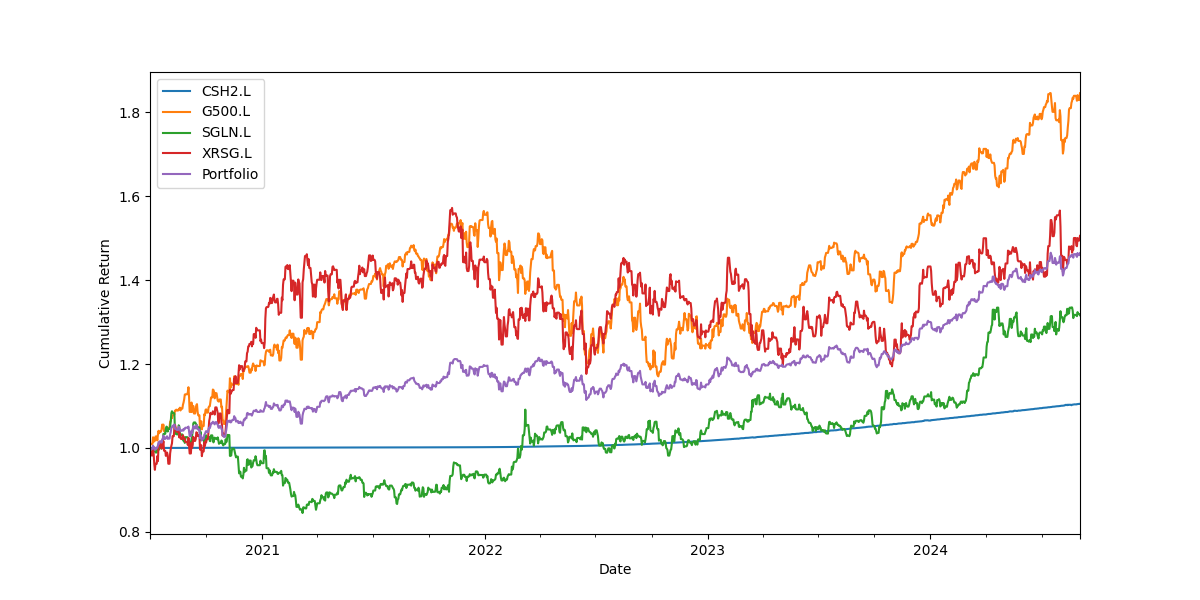 CSH2.L
G500.L
SGLN.L
XRSG.L
Portfolio
Cumulative Return
1.8
1.6
1.4
1.2
1.0
0.8
2021
2022
2023
2024
Date